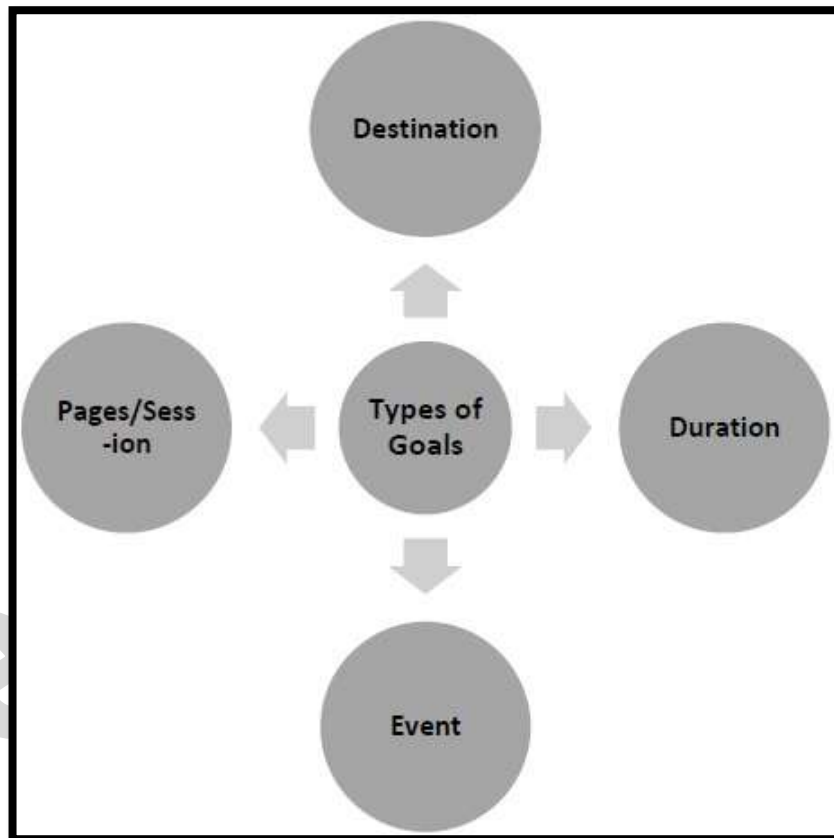 Destination
Pages/Sess
-ion
Types of
Goals
Duration
Event